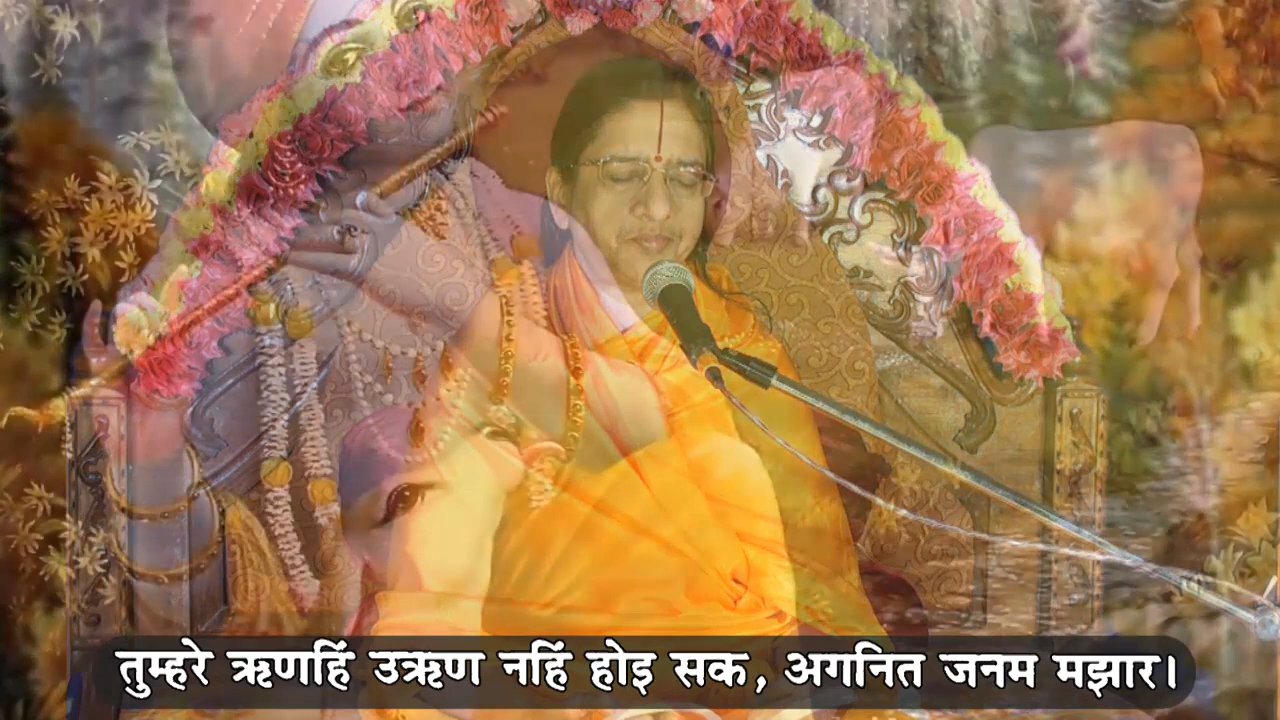 तुम्हरे ऋणहिं उऋण नहिं होइ सक, अगनित जनम मझार।